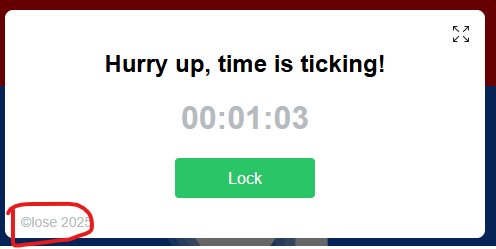 Hurry up, time is ticking!
00:01:03
Lock
©lose 2025